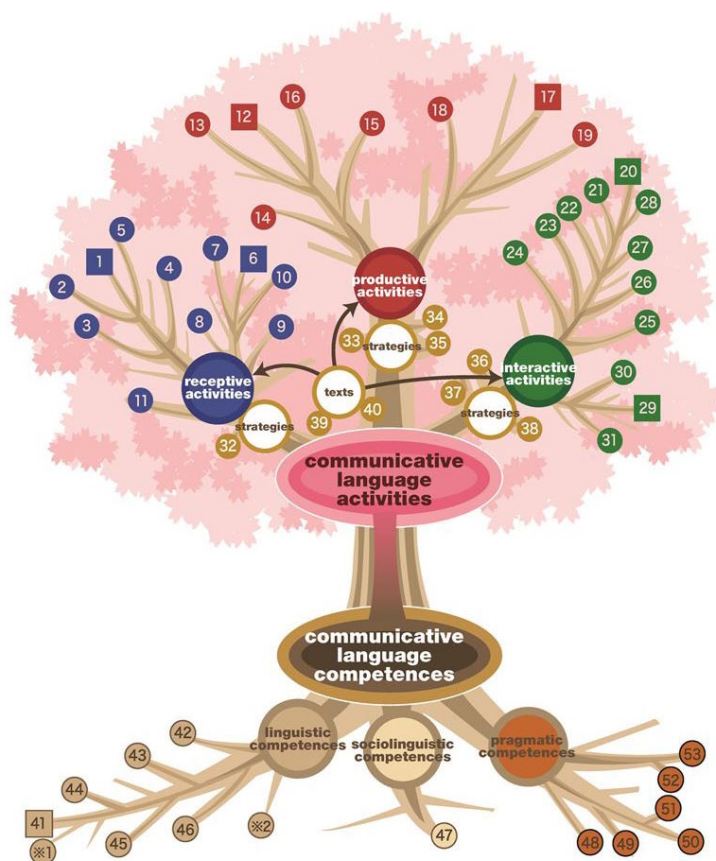 16
12
17
13
15
18
19
20
21
28
5
14
22
23
1
7
6
4
10
24
27
2
productive
activities
26
34
8
9
33
strategies
35
25
3
36
receptive
activities
interactive
activities
30
texts
37
11
40
29
39
strategies
38
32
strategies
31
communicative
language
activities
communicative
language
competences
42
linguistic
competences
sociolinguistic
competences
pragmatic
competences
43
53
52
44
51
41
46
※2
47
※1
45
48
49
50